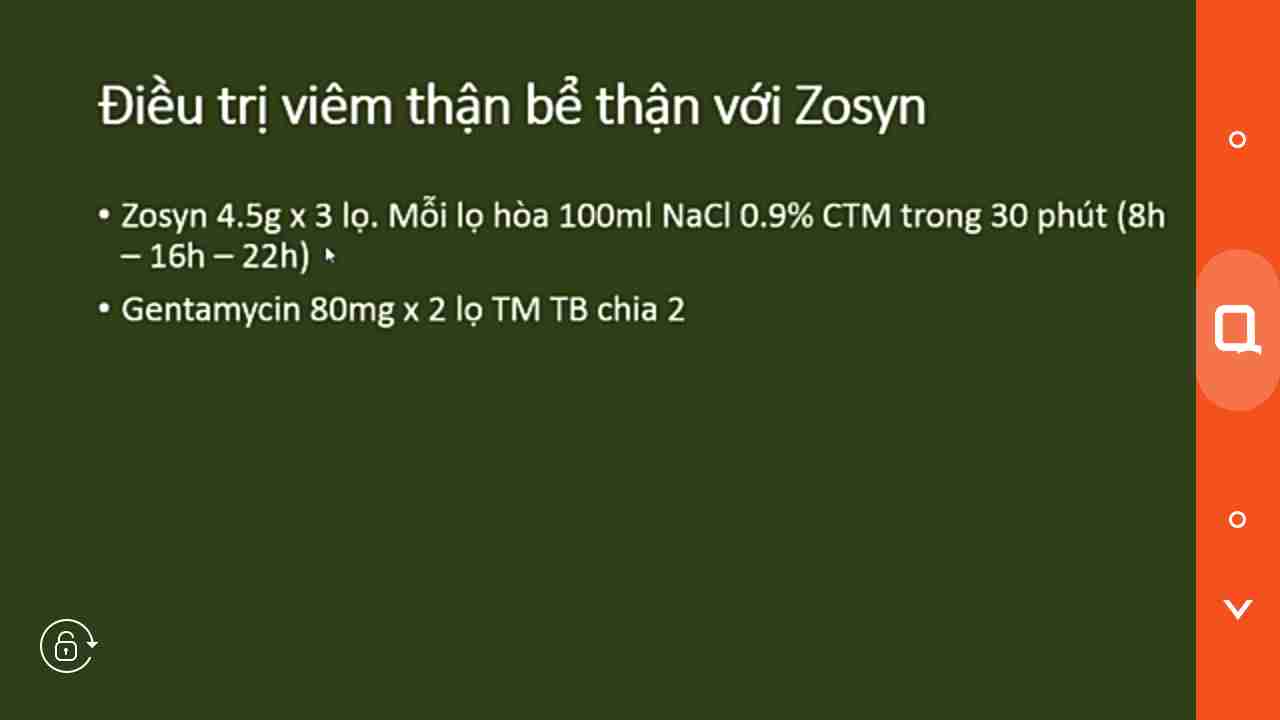 Điều trị viêm thận bể thận với Zosyn
• Zosyn 4.5g x 3 lọ. Mỗi lọ hòa 100ml NaCl 0.9% CTM trong 30 phút (8h
– 16h – 22h)
• Gentamycin 80mg x 2 lọ TM TB chia 2